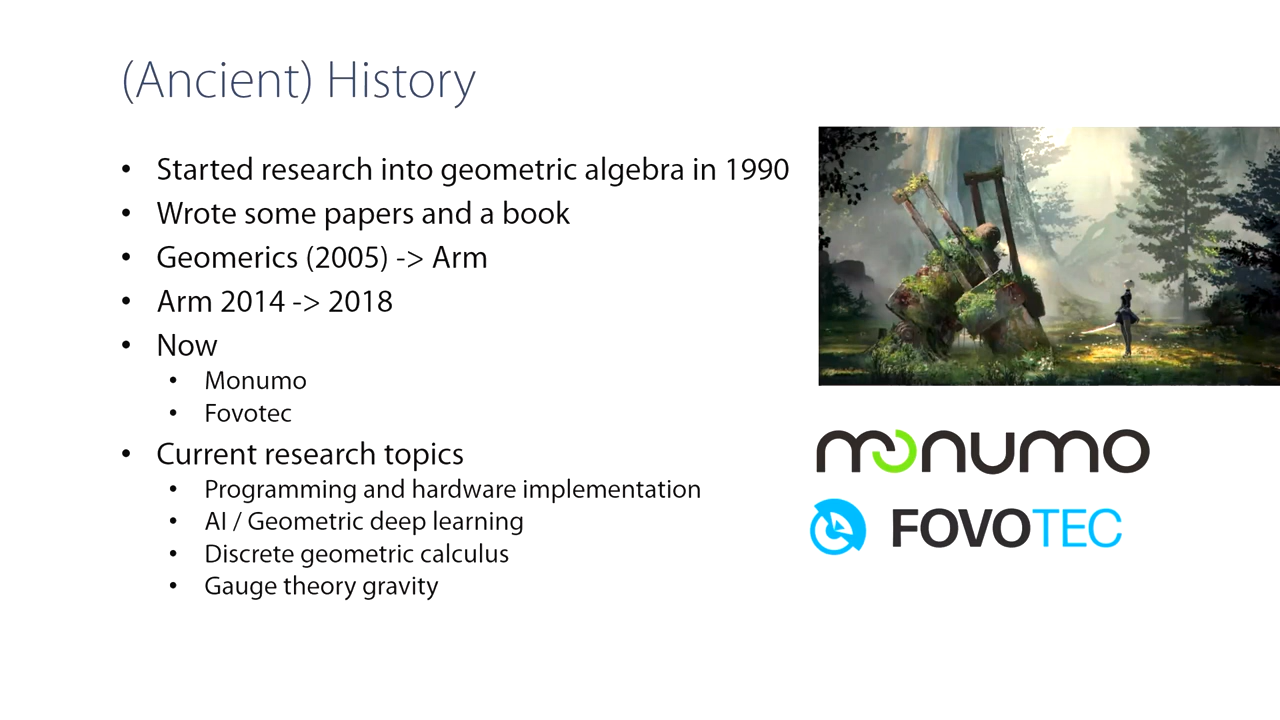 (Ancient) History
• Started research into geometric algebra in 1990
• Wrote some papers and a book
• Geomerics (2005) -> Arm
• Arm 2014 -> 2018
• Now
• Monumo
• Fovotec
• Current research topics
• Programming and hardware implementation
• AI / Geometric deep learning
• Discrete geometric calculus
• Gauge theory gravity
monumo
FOVOTEC